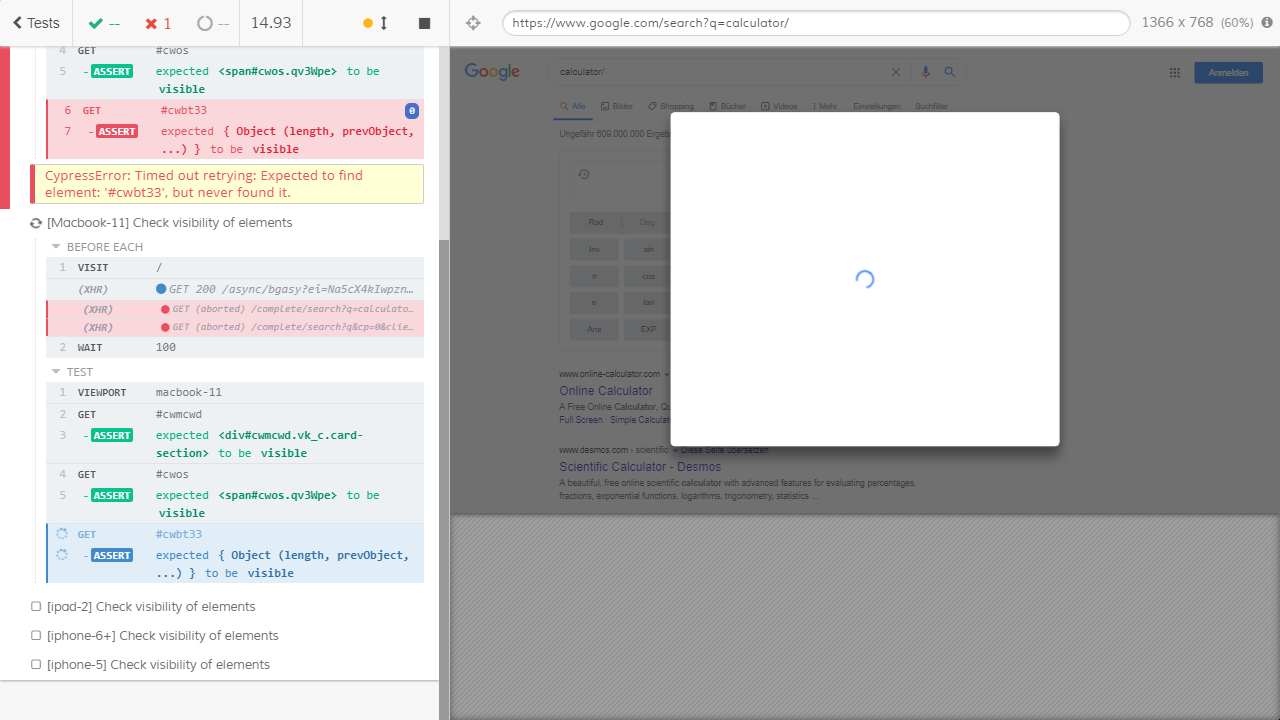 Tests -- 1 -- 14.93
4 GET #cwos
5 - ASSERT expected <span#cwos.qv3Wpe> to be
visible
6 GET #cwbt33 0
7 - ASSERT expected { Object (length, prevObject,
...) } to be visible
CypressError: Timed out retrying: Expected to find
element: '#cwbt33', but never found it.
[Macbook-11] Check visibility of elements
BEFORE EACH
1 VISIT /
(XHR) GET 200 /async/bgasy?ei=Na5cX4kIwpzn…
(XHR) GET (aborted) /complete/search?q=calculato…
(XHR) GET (aborted) /complete/search?q&cp=0&clie…
2 WAIT 100
TEST
1 VIEWPORT macbook-11
2 GET #cwmcwd
3 - ASSERT expected <div#cwmcwd.vk_c.card-
section> to be visible
4 GET #cwos
5 - ASSERT expected <span#cwos.qv3Wpe> to be
visible
GET #cwbt33
- ASSERT expected { Object (length, prevObject,
...) } to be visible
[ipad-2] Check visibility of elements
[iphone-6+] Check visibility of elements
[iphone-5] Check visibility of elements
https://www.google.com/search?q=calculator/ 1366 x 768 (60%)
Google calculator/ Anmelden
Alle Bilder Shopping Bücher Videos Mehr Einstellungen Suchfilter
Ungefähr 609.000.000 Ergeb
Rad | Deg
Inv sin
π cos
e tan
Ans EXP
www.online-calculator.com
Online Calculator
A Free Online Calculator, Qu
Full Screen · Simple Calculat
www.desmos.com › scientific Diese Seite übersetzen
Scientific Calculator - Desmos
A beautiful, free online scientific calculator with advanced features for evaluating percentages,
fractions, exponential functions, logarithms, trigonometry, statistics ...